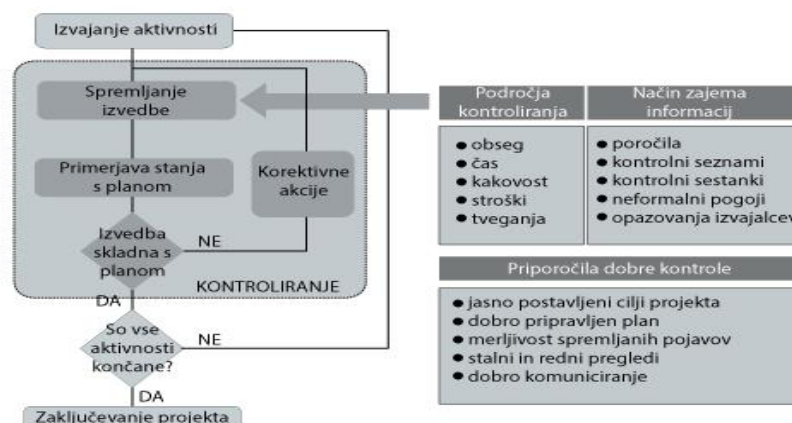 Izvajanje aktivnosti
Spremljanje
izvedbe
Primerjava stanja
s planom
Korektivne
akcije
Izvedba
skladna s
planom
NE
KONTROLIRANJE
DA
So vse
aktivnosti
končane?
NE
DA
Zaključevanje projekta
Področja
kontroliranja
● obseg
● čas
● kakovost
● stroški
● tveganja
Način zajema
informacij
● poročila
● kontrolni seznami
● kontrolni sestanki
● neformalni pogoji
● opazovanja izvajalcev
Priporočila dobre kontrole
● jasno postavljeni cilji projekta
● dobro pripravljen plan
● merljivost spremljanih pojavov
● stalni in redni pregledi
● dobro komuniciranje